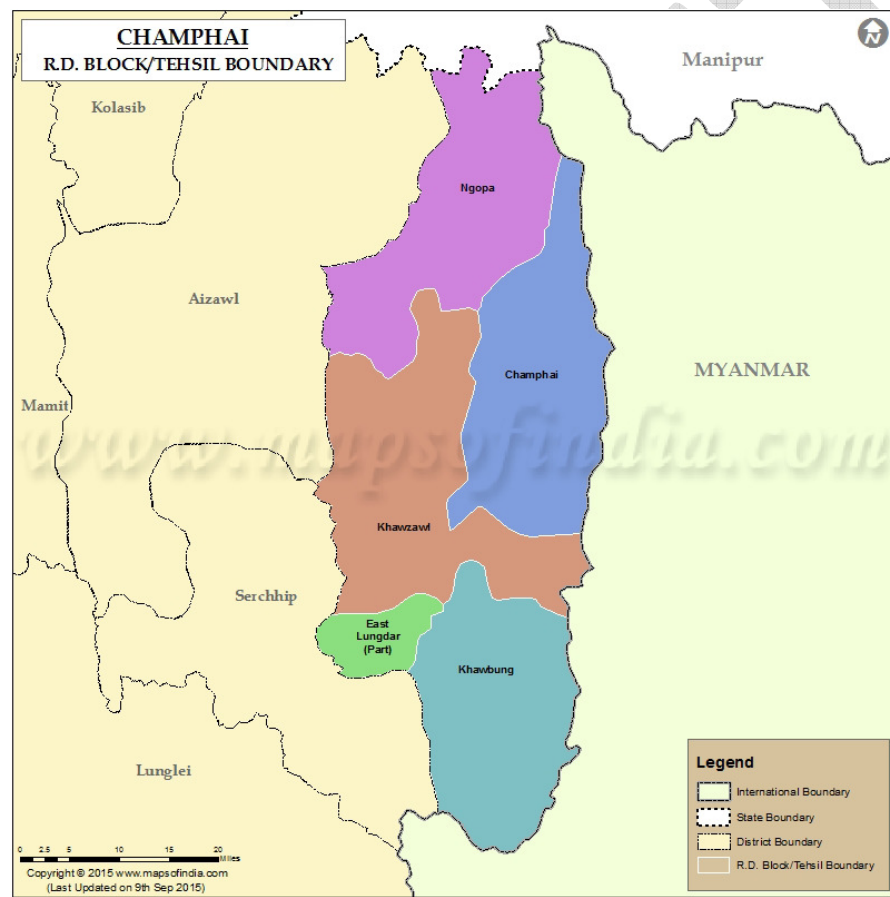 CHAMPHAI
R.D. BLOCK/TEHSIL BOUNDARY
N
Manipur
Kolasib
Ngopa
Aizawl
Champhai
MYANMAR
Mamit
www.mapsofindia.com
Khawzawl
Serchhip
East
Lungdar
(Part)
Khawbung
Lunglei
Legend
International Boundary
State Boundary
District Boundary
R.D. Block/Tehsil Boundary
0 2.5 5 10 15 20
Miles
Copyright © 2015 www.mapsofindia.com
(Last Updated on 9th Sep 2015)